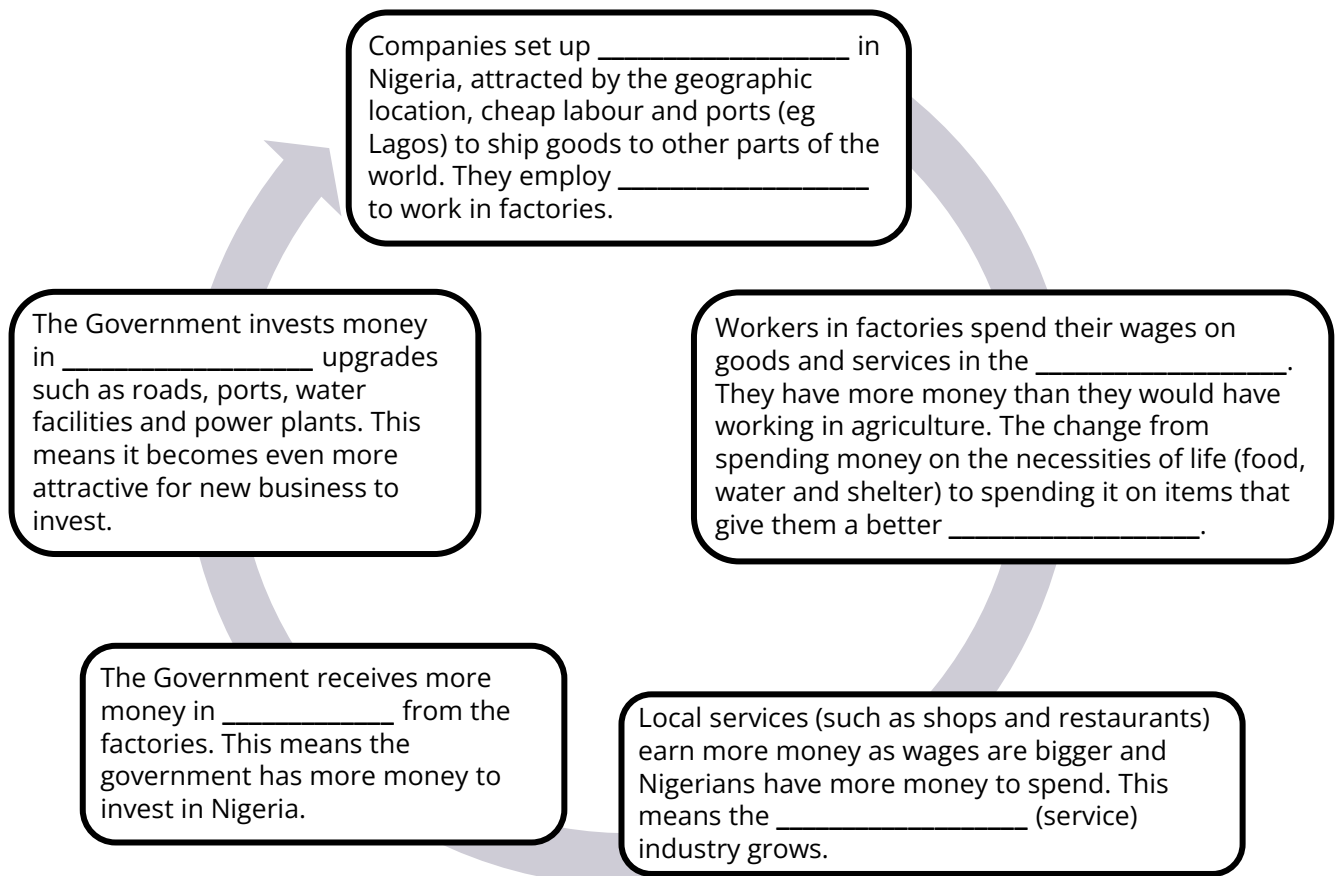 Companies set up ___________________ in
Nigeria, attracted by the geographic
location, cheap labour and ports (eg
Lagos) to ship goods to other parts of the
world. They employ ___________________
to work in factories.
Workers in factories spend their wages on
goods and services in the ___________________.
They have more money than they would have
working in agriculture. The change from
spending money on the necessities of life (food,
water and shelter) to spending it on items that
give them a better ___________________.
Local services (such as shops and restaurants)
earn more money as wages are bigger and
Nigerians have more money to spend. This
means the ___________________ (service)
industry grows.
The Government receives more
money in _____________ from the
factories. This means the
government has more money to
invest in Nigeria.
The Government invests money
in ___________________ upgrades
such as roads, ports, water
facilities and power plants. This
means it becomes even more
attractive for new business to
invest.